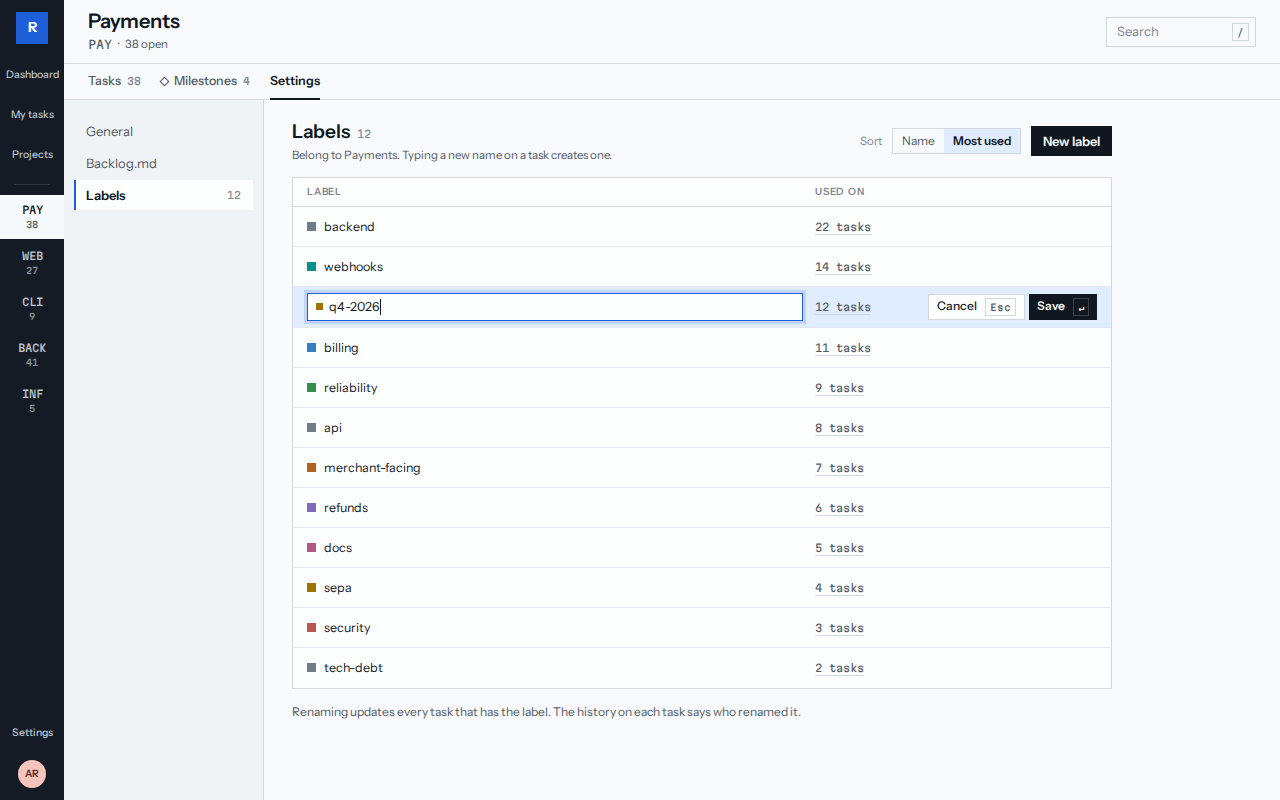 R
Dashboard
My tasks
Projects
PAY
38
WEB
27
CLI
9
BACK
41
INF
5
Settings
AR
Payments
PAY · 38 open
Search /
Tasks 38 Milestones 4 Settings
General
Backlog.md
Labels 12
Labels 12
Belong to Payments. Typing a new name on a task creates one.
Sort Name Most used New label
LABEL USED ON
backend 22 tasks
webhooks 14 tasks
q4-2026 12 tasks Cancel Esc Save ↵
billing 11 tasks
reliability 9 tasks
api 8 tasks
merchant-facing 7 tasks
refunds 6 tasks
docs 5 tasks
sepa 4 tasks
security 3 tasks
tech-debt 2 tasks
Renaming updates every task that has the label. The history on each task says who renamed it.